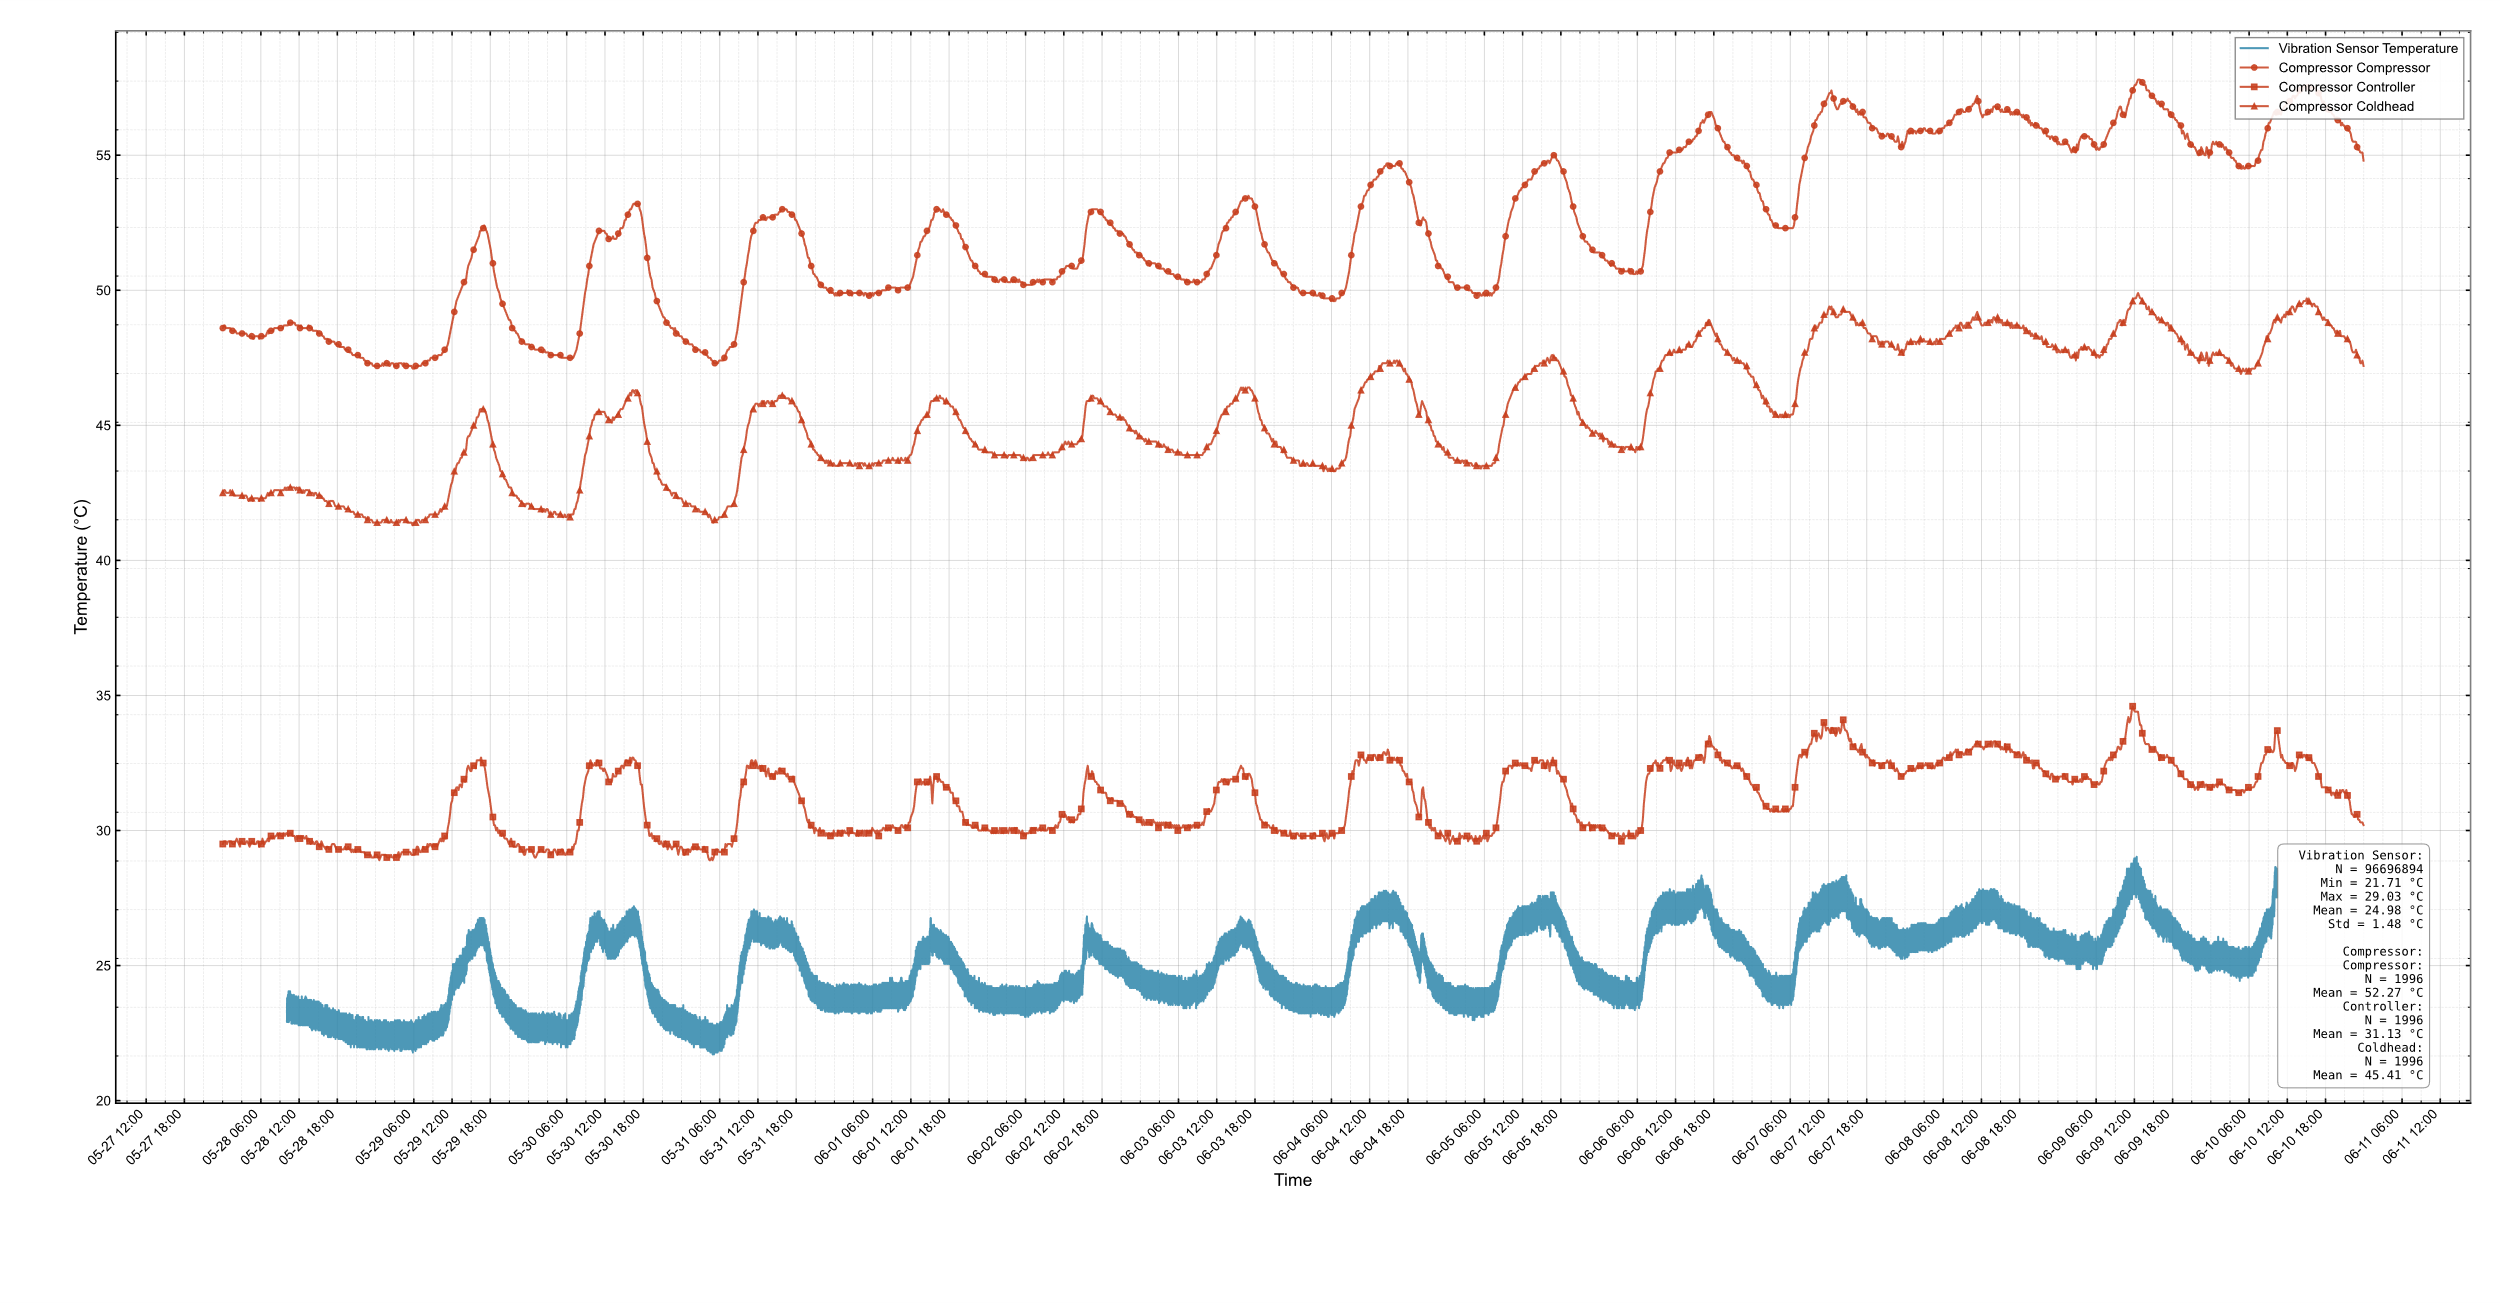 Vibration Sensor Temperature
Compressor Compressor
Compressor Controller
Compressor Coldhead
Temperature (°C)
55
50
45
40
35
30
25
20
Vibration Sensor:
N = 96696894
Min = 21.71 °C
Max = 29.03 °C
Mean = 24.98 °C
Std = 1.48 °C
Compressor:
Compressor:
N = 1996
Mean = 52.27 °C
Controller:
N = 1996
Mean = 31.13 °C
Coldhead:
N = 1996
Mean = 45.41 °C
05-27 12:00
05-27 18:00
05-28 06:00
05-28 12:00
05-28 18:00
05-29 06:00
05-29 12:00
05-29 18:00
05-30 06:00
05-30 12:00
05-30 18:00
05-31 06:00
05-31 12:00
05-31 18:00
06-01 06:00
06-01 12:00
06-01 18:00
06-02 06:00
06-02 12:00
06-02 18:00
06-03 06:00
06-03 12:00
06-03 18:00
06-04 06:00
06-04 12:00
06-04 18:00
06-05 06:00
06-05 12:00
06-05 18:00
06-06 06:00
06-06 12:00
06-06 18:00
06-07 06:00
06-07 12:00
06-07 18:00
06-08 06:00
06-08 12:00
06-08 18:00
06-09 06:00
06-09 12:00
06-09 18:00
06-10 06:00
06-10 12:00
06-10 18:00
06-11 06:00
06-11 12:00
Time